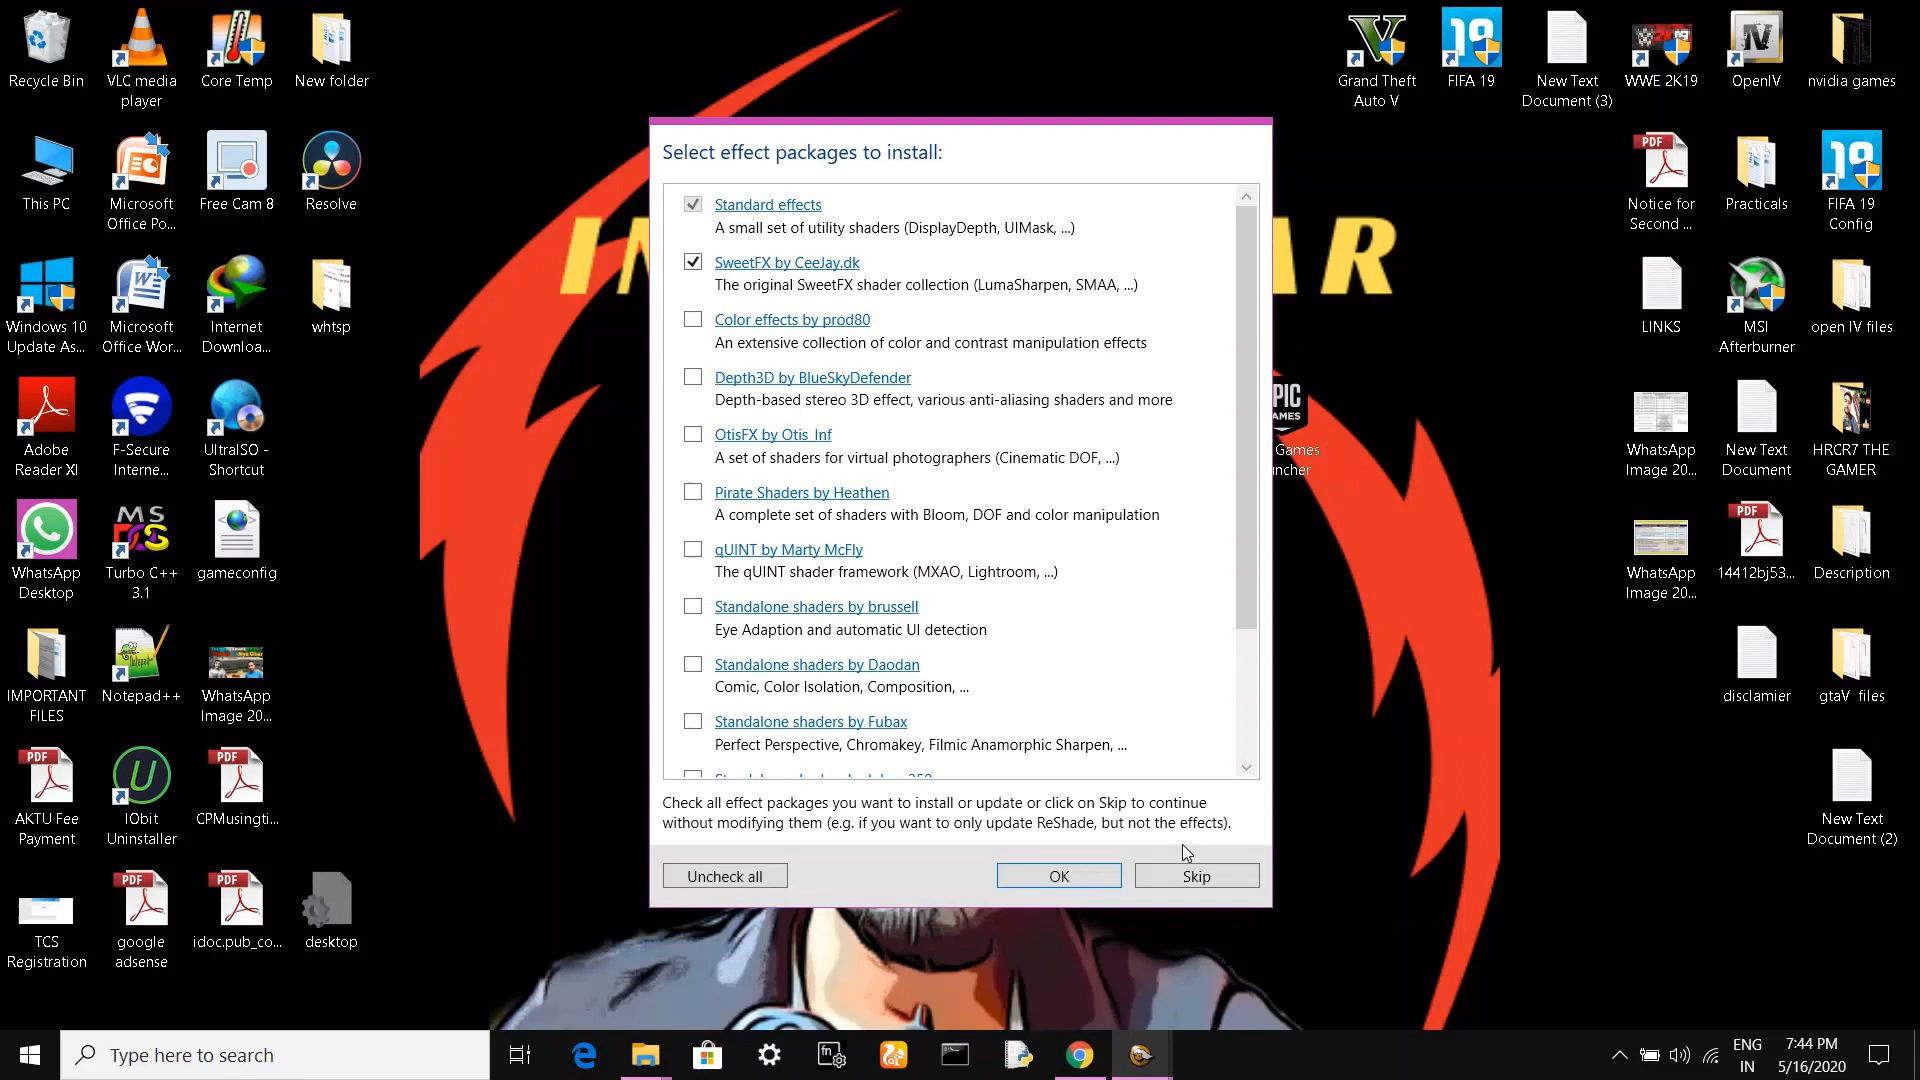 Recycle Bin
VLC media
player
Core Temp
New folder
This PC
Microsoft
Office Po...
Free Cam 8
Resolve
Windows 10
Update As...
Microsoft
Office Wor...
Internet
Downloa...
whtsp
Adobe
Reader XI
F-Secure
Interne...
UltraISO -
Shortcut
WhatsApp
Desktop
Turbo C++
3.1
gameconfig
IMPORTANT
FILES
Notepad++
WhatsApp
Image 20...
AKTU Fee
Payment
IObit
Uninstaller
CPMusingti...
TCS
Registration
google
adsense
idoc.pub_co...
desktop
Select effect packages to install:
Standard effects
A small set of utility shaders (DisplayDepth, UIMask, ...)
SweetFX by CeeJay.dk
The original SweetFX shader collection (LumaSharpen, SMAA, ...)
Color effects by prod80
An extensive collection of color and contrast manipulation effects
Depth3D by BlueSkyDefender
Depth-based stereo 3D effect, various anti-aliasing shaders and more
OtisFX by Otis_Inf
A set of shaders for virtual photographers (Cinematic DOF, ...)
Pirate Shaders by Heathen
A complete set of shaders with Bloom, DOF and color manipulation
qUINT by Marty McFly
The qUINT shader framework (MXAO, Lightroom, ...)
Standalone shaders by brussell
Eye Adaption and automatic UI detection
Standalone shaders by Daodan
Comic, Color Isolation, Composition, ...
Standalone shaders by Fubax
Perfect Perspective, Chromakey, Filmic Anamorphic Sharpen, ...
Check all effect packages you want to install or update or click on Skip to continue
without modifying them (e.g. if you want to only update ReShade, but not the effects).
Uncheck all
OK
Skip
AR
PIC
AMES
Games
Grand Theft
Auto V
FIFA 19
New Text
Document (3)
WWE 2K19
OpenIV
nvidia games
Notice for
Second ...
Practicals
FIFA 19
Config
LINKS
MSI
Afterburner
open IV files
WhatsApp
Image 20...
New Text
Document
HRCR7 THE
GAMER
WhatsApp
Image 20...
14412bj53...
Description
disclamier
gtaV files
New Text
Document (2)
Type here to search
ENG
IN
7:44 PM
5/16/2020